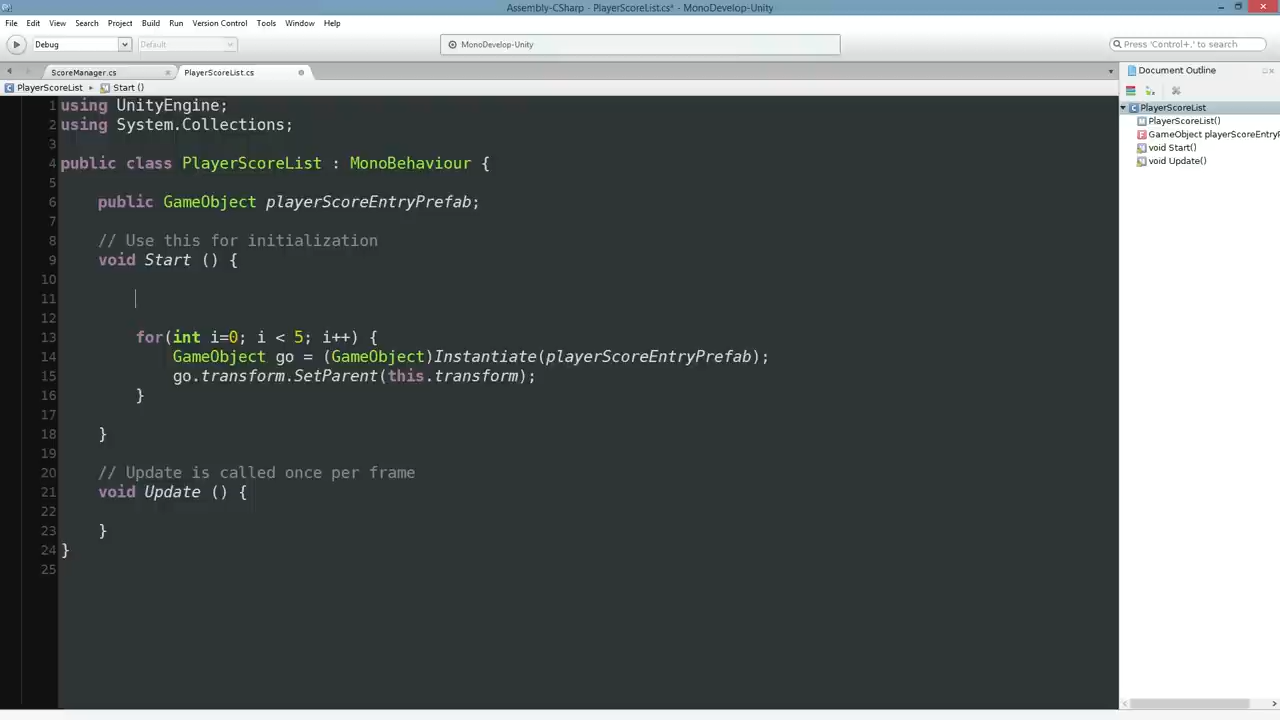 Assembly-CSharp - PlayerScoreList.cs* - MonoDevelop-Unity
File Edit View Search Project Build Run Version Control Tools Window Help
Debug Default MonoDevelop-Unity Press 'Control+,' to search
ScoreManager.cs PlayerScoreList.cs Document Outline
PlayerScoreList Start ()
1 using UnityEngine;
2 using System.Collections;
3
4 public class PlayerScoreList : MonoBehaviour {
5
6 public GameObject playerScoreEntryPrefab;
7
8 // Use this for initialization
9 void Start () {
10
11
12
13 for(int i=0; i < 5; i++) {
14 GameObject go = (GameObject)Instantiate(playerScoreEntryPrefab);
15 go.transform.SetParent(this.transform);
16 }
17
18 }
19
20 // Update is called once per frame
21 void Update () {
22
23 }
24 }
25
PlayerScoreList
PlayerScoreList()
GameObject playerScoreEntryP
void Start()
void Update()